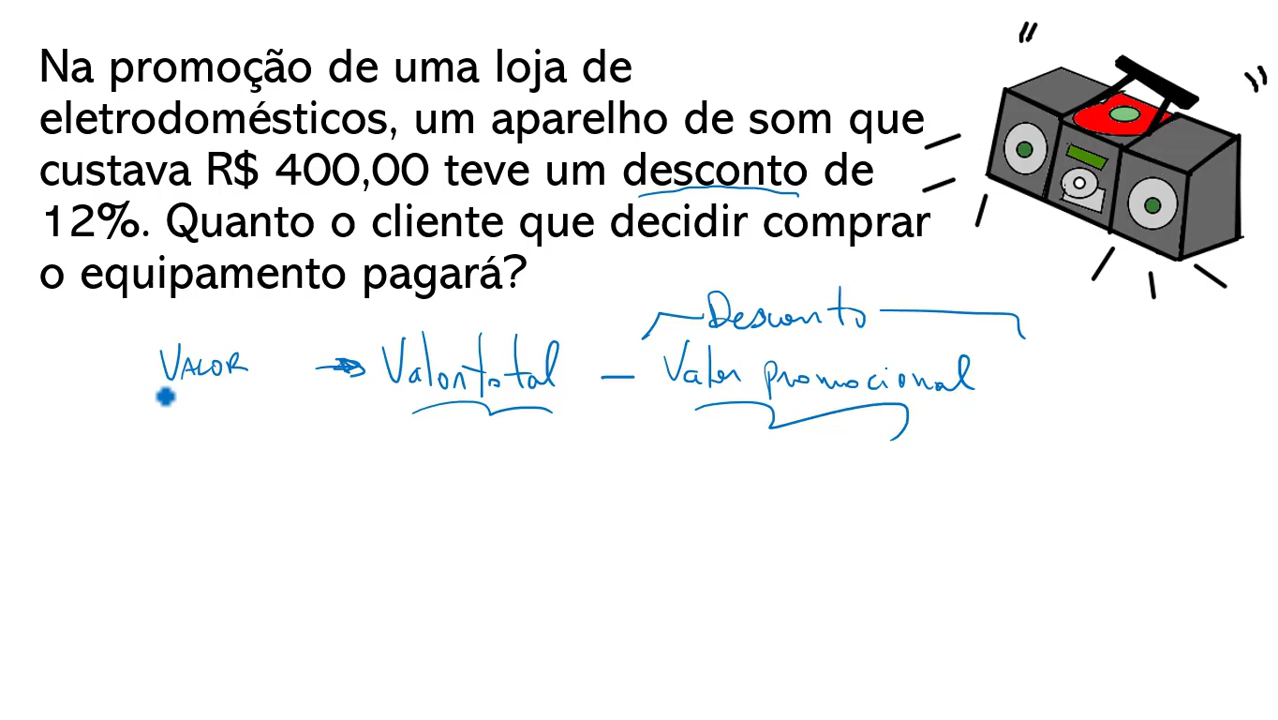 Na promoção de uma loja de
eletrodomésticos, um aparelho de som que
custava R$ 400,00 teve um desconto de
12%. Quanto o cliente que decidir comprar
o equipamento pagará?
Desconto
VALOR → Valor total — Valor promocional